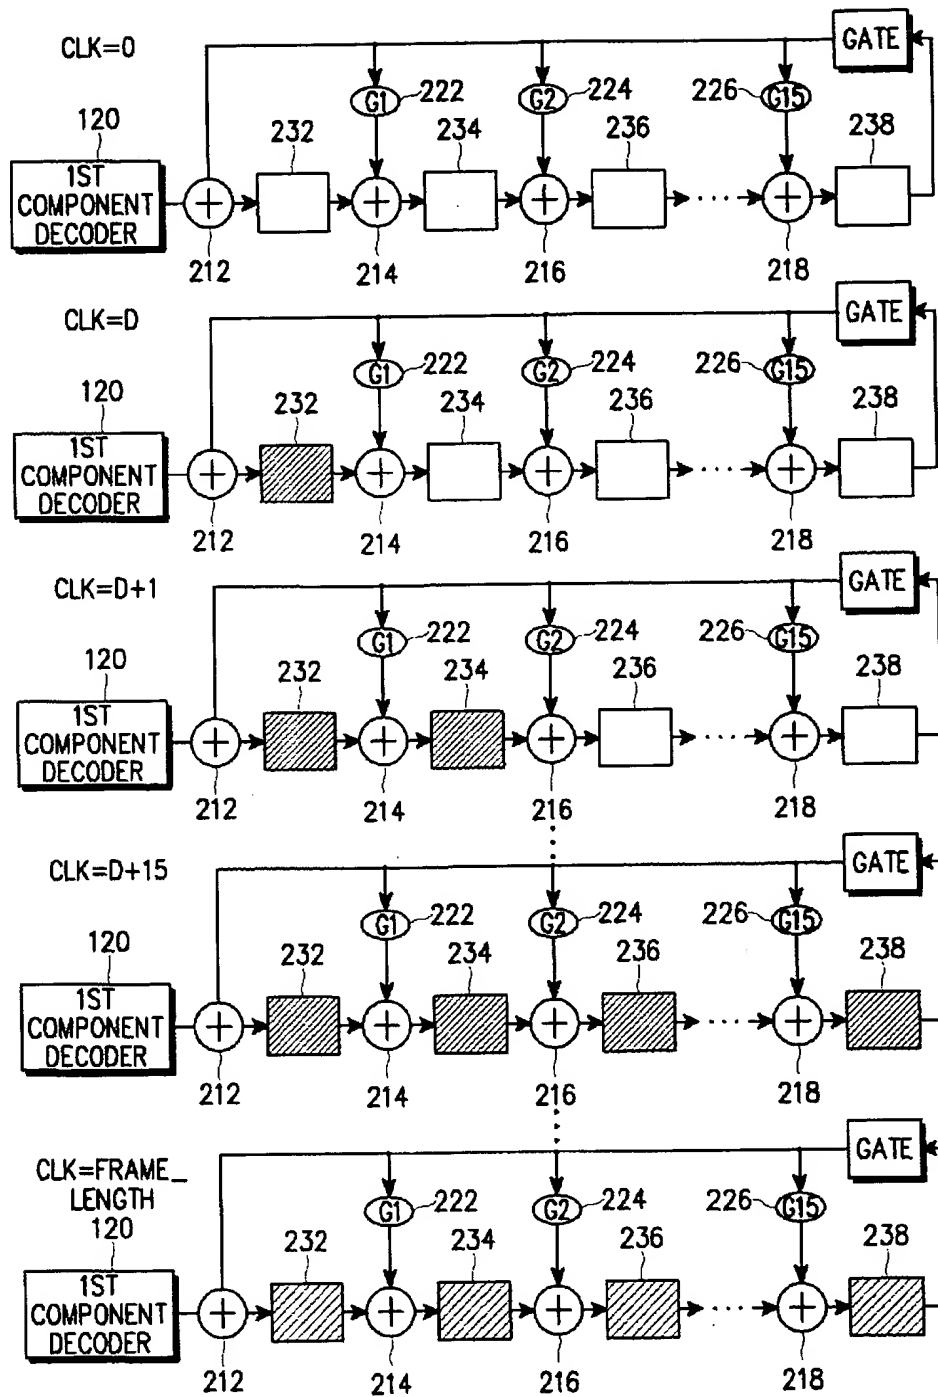 CLK=0
GATE
G1 222
G2 224
226 G15
120
232
234
236
238
1ST
COMPONENT
DECODER
212
214
216
218
CLK=D
GATE
G1 222
G2 224
226 G15
120
232
234
236
238
1ST
COMPONENT
DECODER
212
214
216
218
CLK=D+1
GATE
G1 222
G2 224
226 G15
120
232
234
236
238
1ST
COMPONENT
DECODER
212
214
216
218
CLK=D+15
GATE
G1 222
G2 224
226 G15
120
232
234
236
238
1ST
COMPONENT
DECODER
212
214
216
218
CLK=FRAME_
LENGTH
GATE
G1 222
G2 224
226 G15
120
232
234
236
238
1ST
COMPONENT
DECODER
212
214
216
218